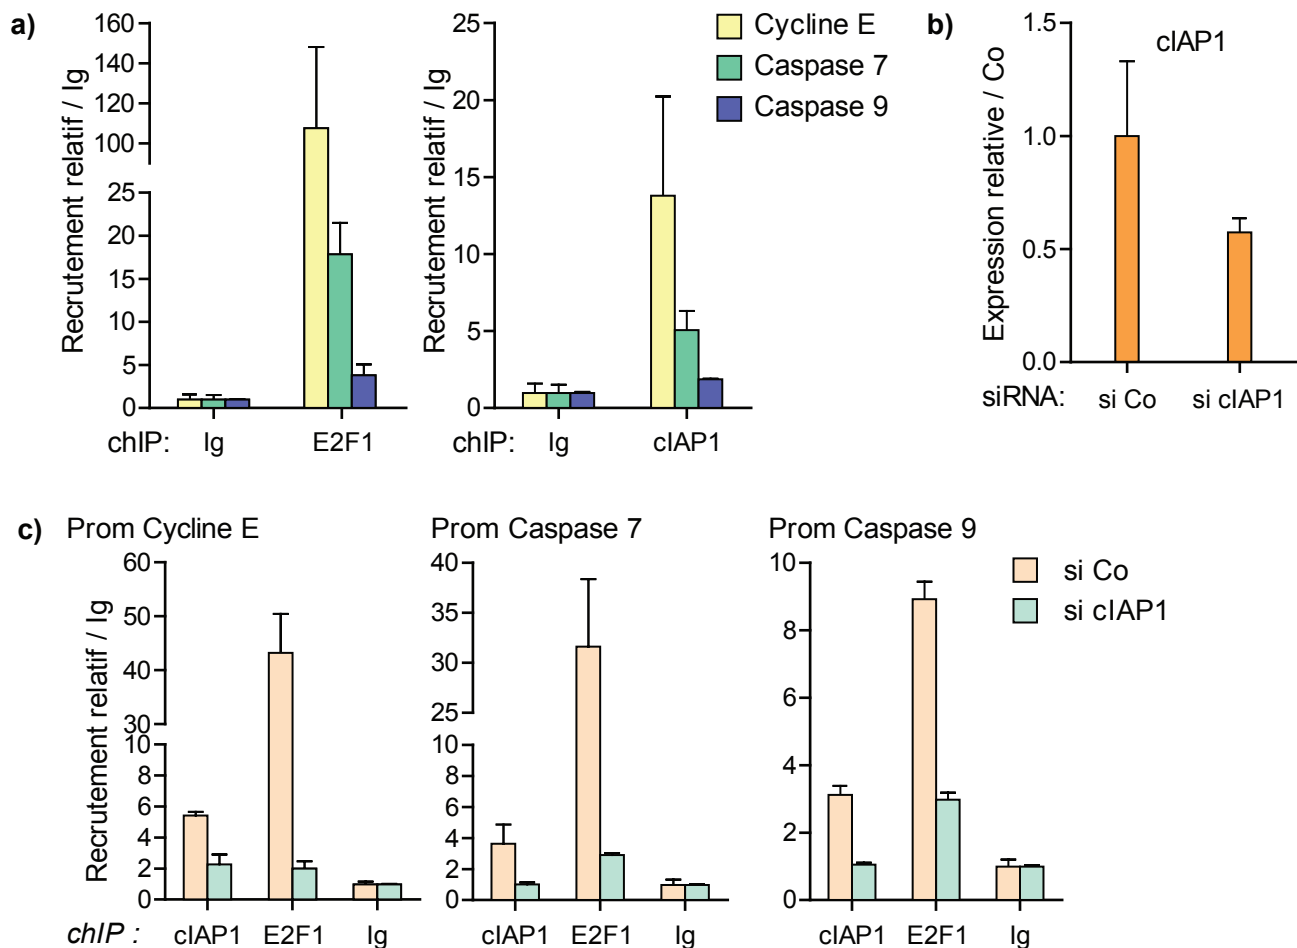 a)
Recrutement relatif / Ig
160
140
120
100
25
20
15
10
5
0
chIP: Ig E2F1
Recrutement relatif / Ig
25
20
15
10
5
0
chIP: Ig cIAP1
Cycline E
Caspase 7
Caspase 9
b)
cIAP1
Expression relative / Co
1.5
1.0
0.5
0.0
siRNA: si Co si cIAP1
c)
Prom Cycline E
Recrutement relatif / Ig
60
50
40
30
10
8
6
4
2
0
chIP : cIAP1 E2F1 Ig
Prom Caspase 7
40
35
30
25
10
8
6
4
2
0
cIAP1 E2F1 Ig
Prom Caspase 9
10
8
6
4
2
0
cIAP1 E2F1 Ig
si Co
si cIAP1